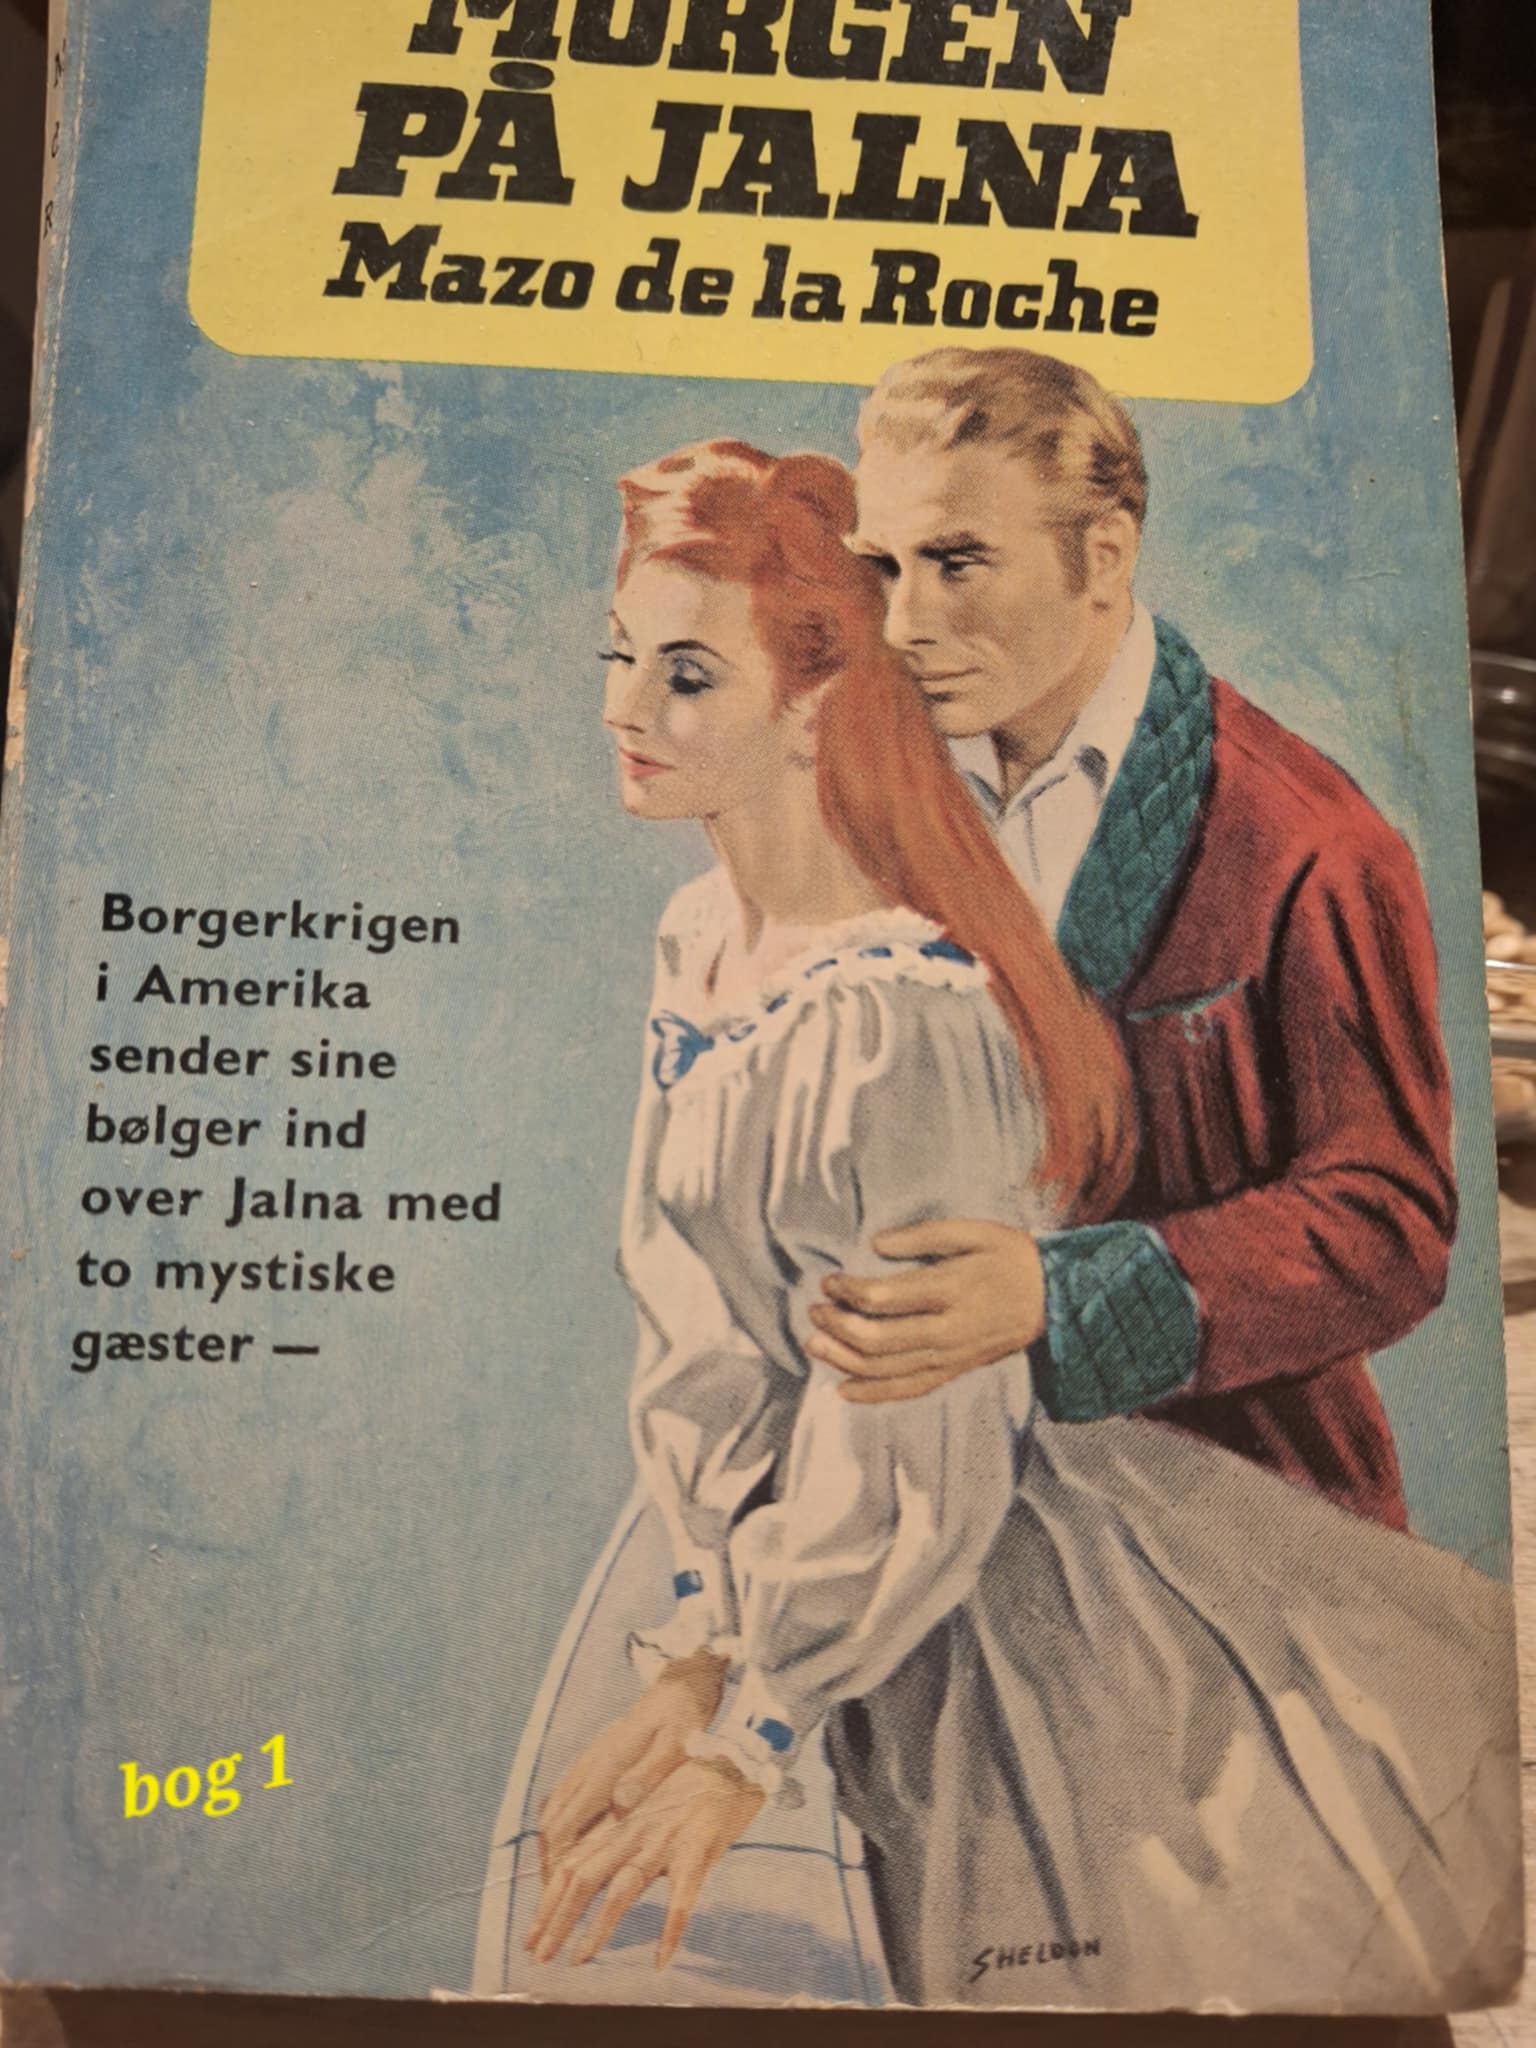 MORGEN
PÅ JALNA
Mazo de la Roche
Borgerkrigen
i Amerika
sender sine
bølger ind
over Jalna med
to mystiske
gæster —
bog 1
SHELDON